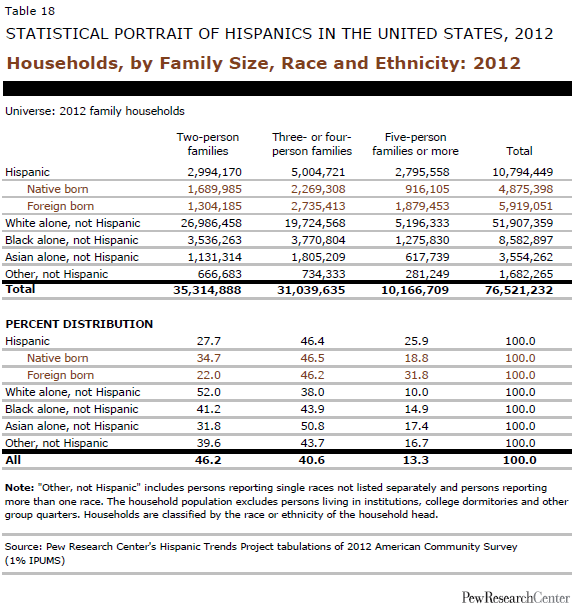 Table 18
STATISTICAL PORTRAIT OF HISPANICS IN THE UNITED STATES, 2012
Households, by Family Size, Race and Ethnicity: 2012
Universe: 2012 family households
Two-person families Three- or four-person families Five-person families or more Total
Hispanic 2,994,170 5,004,721 2,795,558 10,794,449
Native born 1,689,985 2,269,308 916,105 4,875,398
Foreign born 1,304,185 2,735,413 1,879,453 5,919,051
White alone, not Hispanic 26,986,458 19,724,568 5,196,333 51,907,359
Black alone, not Hispanic 3,536,263 3,770,804 1,275,830 8,582,897
Asian alone, not Hispanic 1,131,314 1,805,209 617,739 3,554,262
Other, not Hispanic 666,683 734,333 281,249 1,682,265
Total 35,314,888 31,039,635 10,166,709 76,521,232
PERCENT DISTRIBUTION
Hispanic 27.7 46.4 25.9 100.0
Native born 34.7 46.5 18.8 100.0
Foreign born 22.0 46.2 31.8 100.0
White alone, not Hispanic 52.0 38.0 10.0 100.0
Black alone, not Hispanic 41.2 43.9 14.9 100.0
Asian alone, not Hispanic 31.8 50.8 17.4 100.0
Other, not Hispanic 39.6 43.7 16.7 100.0
All 46.2 40.6 13.3 100.0
Note: "Other, not Hispanic" includes persons reporting single races not listed separately and persons reporting
more than one race. The household population excludes persons living in institutions, college dormitories and other
group quarters. Households are classified by the race or ethnicity of the household head.
Source: Pew Research Center's Hispanic Trends Project tabulations of 2012 American Community Survey
(1% IPUMS)
PewResearchCenter